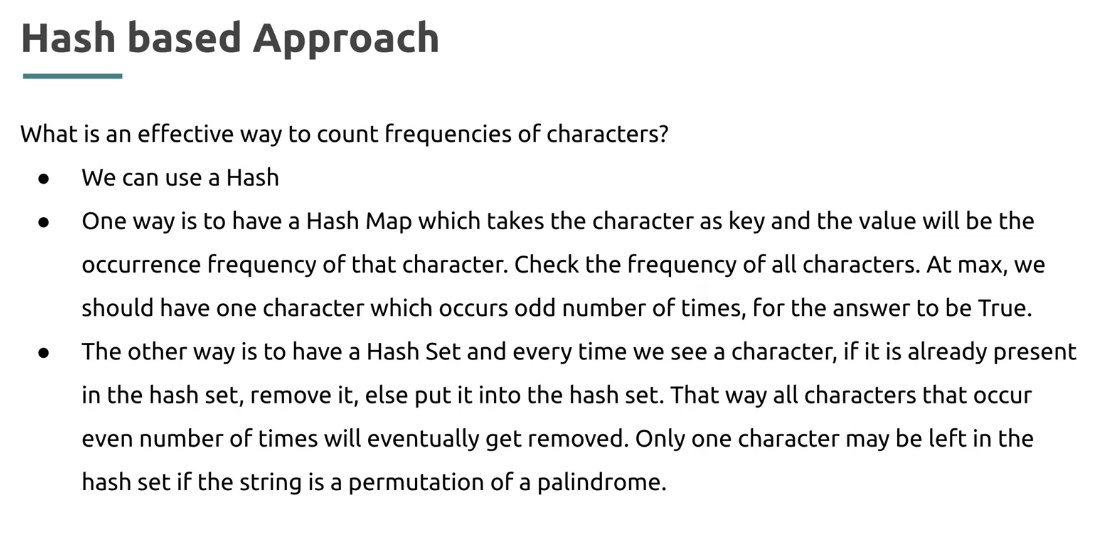 Hash based Approach
What is an effective way to count frequencies of characters?
● We can use a Hash
● One way is to have a Hash Map which takes the character as key and the value will be the
occurrence frequency of that character. Check the frequency of all characters. At max, we
should have one character which occurs odd number of times, for the answer to be True.
● The other way is to have a Hash Set and every time we see a character, if it is already present
in the hash set, remove it, else put it into the hash set. That way all characters that occur
even number of times will eventually get removed. Only one character may be left in the
hash set if the string is a permutation of a palindrome.